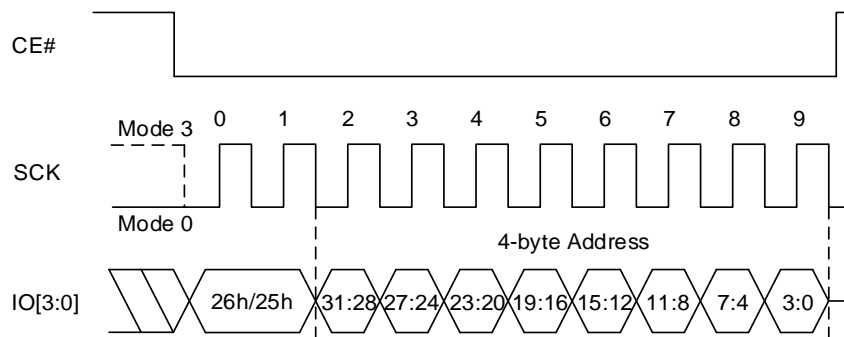 CE#
Mode 3 0 1 2 3 4 5 6 7 8 9
SCK
Mode 0
4-byte Address
IO[3:0] 26h/25h 31:28 27:24 23:20 19:16 15:12 11:8 7:4 3:0